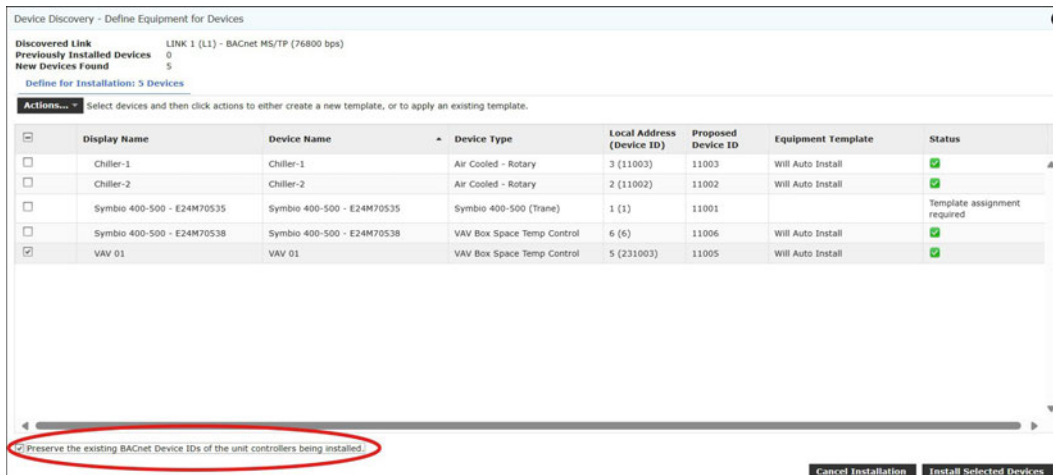 Device Discovery - Define Equipment for Devices
Discovered Link LINK 1 (L1) - BACnet MS/TP (76800 bps)
Previously Installed Devices 0
New Devices Found 5
Define for Installation: 5 Devices
Actions... Select devices and then click actions to either create a new template, or to apply an existing template.
Display Name Device Name Device Type Local Address (Device ID) Proposed Device ID Equipment Template Status
Chiller-1 Chiller-1 Air Cooled - Rotary 3 (11003) 11003 Will Auto Install
Chiller-2 Chiller-2 Air Cooled - Rotary 2 (11002) 11002 Will Auto Install
Symbio 400-500 - E24M70535 Symbio 400-500 - E24M70535 Symbio 400-500 (Trane) 1 (1) 11001 Template assignment required
Symbio 400-500 - E24M70538 Symbio 400-500 - E24M70538 VAV Box Space Temp Control 6 (6) 11006 Will Auto Install
VAV 01 VAV 01 VAV Box Space Temp Control 5 (231003) 11005 Will Auto Install
Preserve the existing BACnet Device IDs of the unit controllers being installed.
Cancel Installation Install Selected Devices